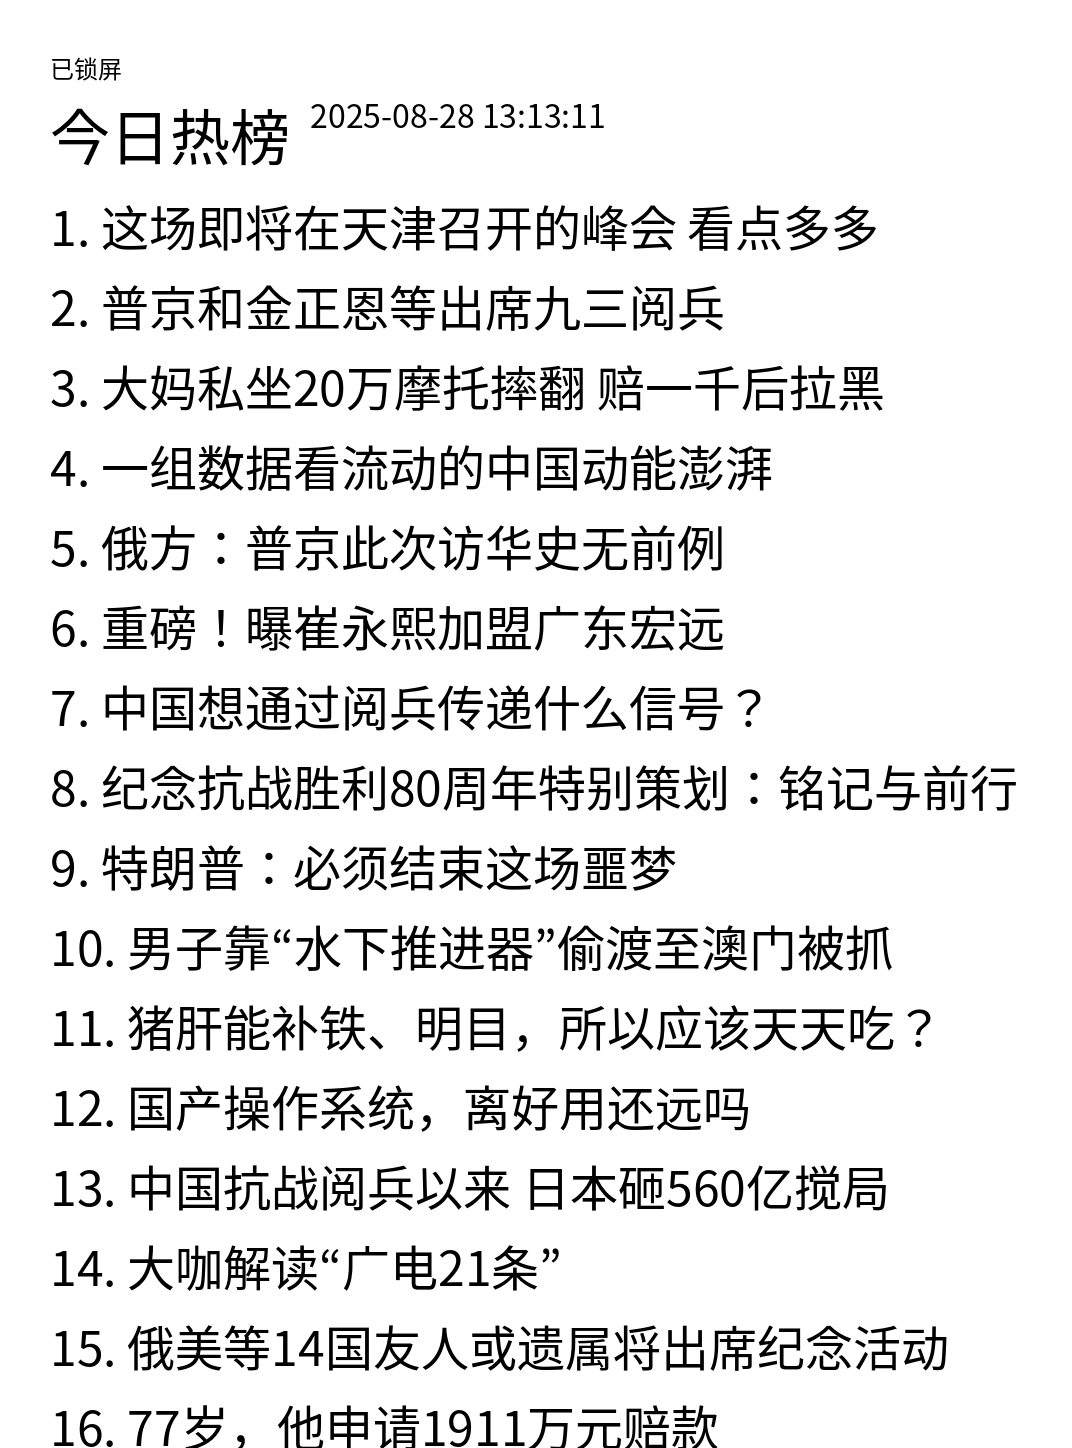 已锁屏
今日热榜 2025-08-28 13:13:11
1. 这场即将在天津召开的峰会 看点多多
2. 普京和金正恩等出席九三阅兵
3. 大妈私坐20万摩托摔翻 赔一千后拉黑
4. 一组数据看流动的中国动能澎湃
5. 俄方：普京此次访华史无前例
6. 重磅！曝崔永熙加盟广东宏远
7. 中国想通过阅兵传递什么信号？
8. 纪念抗战胜利80周年特别策划：铭记与前行
9. 特朗普：必须结束这场噩梦
10. 男子靠“水下推进器”偷渡至澳门被抓
11. 猪肝能补铁、明目，所以应该天天吃？
12. 国产操作系统，离好用还远吗
13. 中国抗战阅兵以来 日本砸560亿搅局
14. 大咖解读“广电21条”
15. 俄美等14国友人或遗属将出席纪念活动
16. 77岁，他申请1911万元赔款